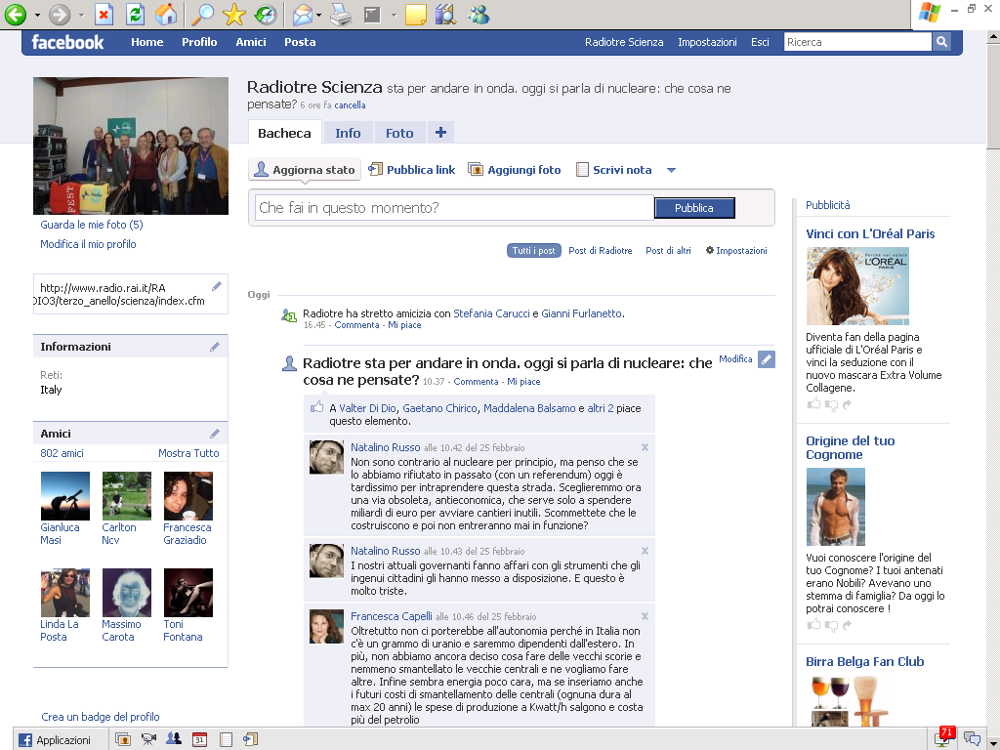 facebook Home Profilo Amici Posta Radiotre Scienza Impostazioni Esci Ricerca
Radiotre Scienza sta per andare in onda. oggi si parla di nucleare: che cosa ne
pensate? 6 ore fa cancella
Bacheca Info Foto +
Aggiorna stato Pubblica link Aggiungi foto Scrivi nota
Che fai in questo momento? Pubblica
Tutti i post Post di Radiotre Post di altri Impostazioni
FEST
Guarda le mie foto (5)
Modifica il mio profilo
http://www.radio.rai.it/RA
DIO3/terzo_anello/scienza/index.cfm
Informazioni
Reti:
Italy
Amici
802 amici Mostra Tutto
Gianluca
Masi
Carlton
Ncv
Francesca
Graziadio
Linda La
Posta
Massimo
Carota
Toni
Fontana
Crea un badge del profilo
Oggi
Radiotre ha stretto amicizia con Stefania Carucci e Gianni Furlanetto.
16.45 - Commenta - Mi piace
Radiotre sta per andare in onda. oggi si parla di nucleare: che
cosa ne pensate? 10.37 - Commenta - Mi piace
Modifica
A Valter Di Dio, Gaetano Chirico, Maddalena Balsamo e altri 2 piace
questo elemento.
Natalino Russo alle 10.42 del 25 febbraio x
Non sono contrario al nucleare per principio, ma penso che se
lo abbiamo rifiutato in passato (con un referendum) oggi è
tardissimo per intraprendere questa strada. Sceglieremmo ora
una via obsoleta, antieconomica, che serve solo a spendere
miliardi di euro per avviare cantieri inutili. Scommettete che le
costruiscono e poi non entreranno mai in funzione?
Natalino Russo alle 10.43 del 25 febbraio x
I nostri attuali governanti fanno affari con gli strumenti che gli
ingenui cittadini gli hanno messo a disposizione. E questo è
molto triste.
Francesca Capelli alle 10.46 del 25 febbraio x
Oltretutto non ci porterebbe all'autonomia perché in Italia non
c'è un grammo di uranio e saremmo dipendenti dall'estero. In
più, non abbiamo ancora deciso cosa fare delle vechi scorie e
nemmeno smantellato le vecchie centrali e ne vogliamo fare
altre. Infine sembra energia poco cara, ma se inseriamo anche
i futuri costi di smantellamento delle centrali (ognuna dura al
max 20 anni) le spese di produzione a Kwatt/h salgono e costa
più del petrolio
Pubblicità
Vinci con L'Oréal Paris
L'ORÉAL
Diventa fan della pagina
ufficiale di L'Oréal Paris e
vinci la seduzione con il
nuovo mascara Extra Volume
Collagene.
Origine del tuo
Cognome
Vuoi conoscere l'origine del
tuo Cognome? I tuoi antenati
erano Nobili? Avevano uno
stemma di famiglia? Da oggi lo
potrai conoscere !
Birra Belga Fan Club
Applicazioni 31 71